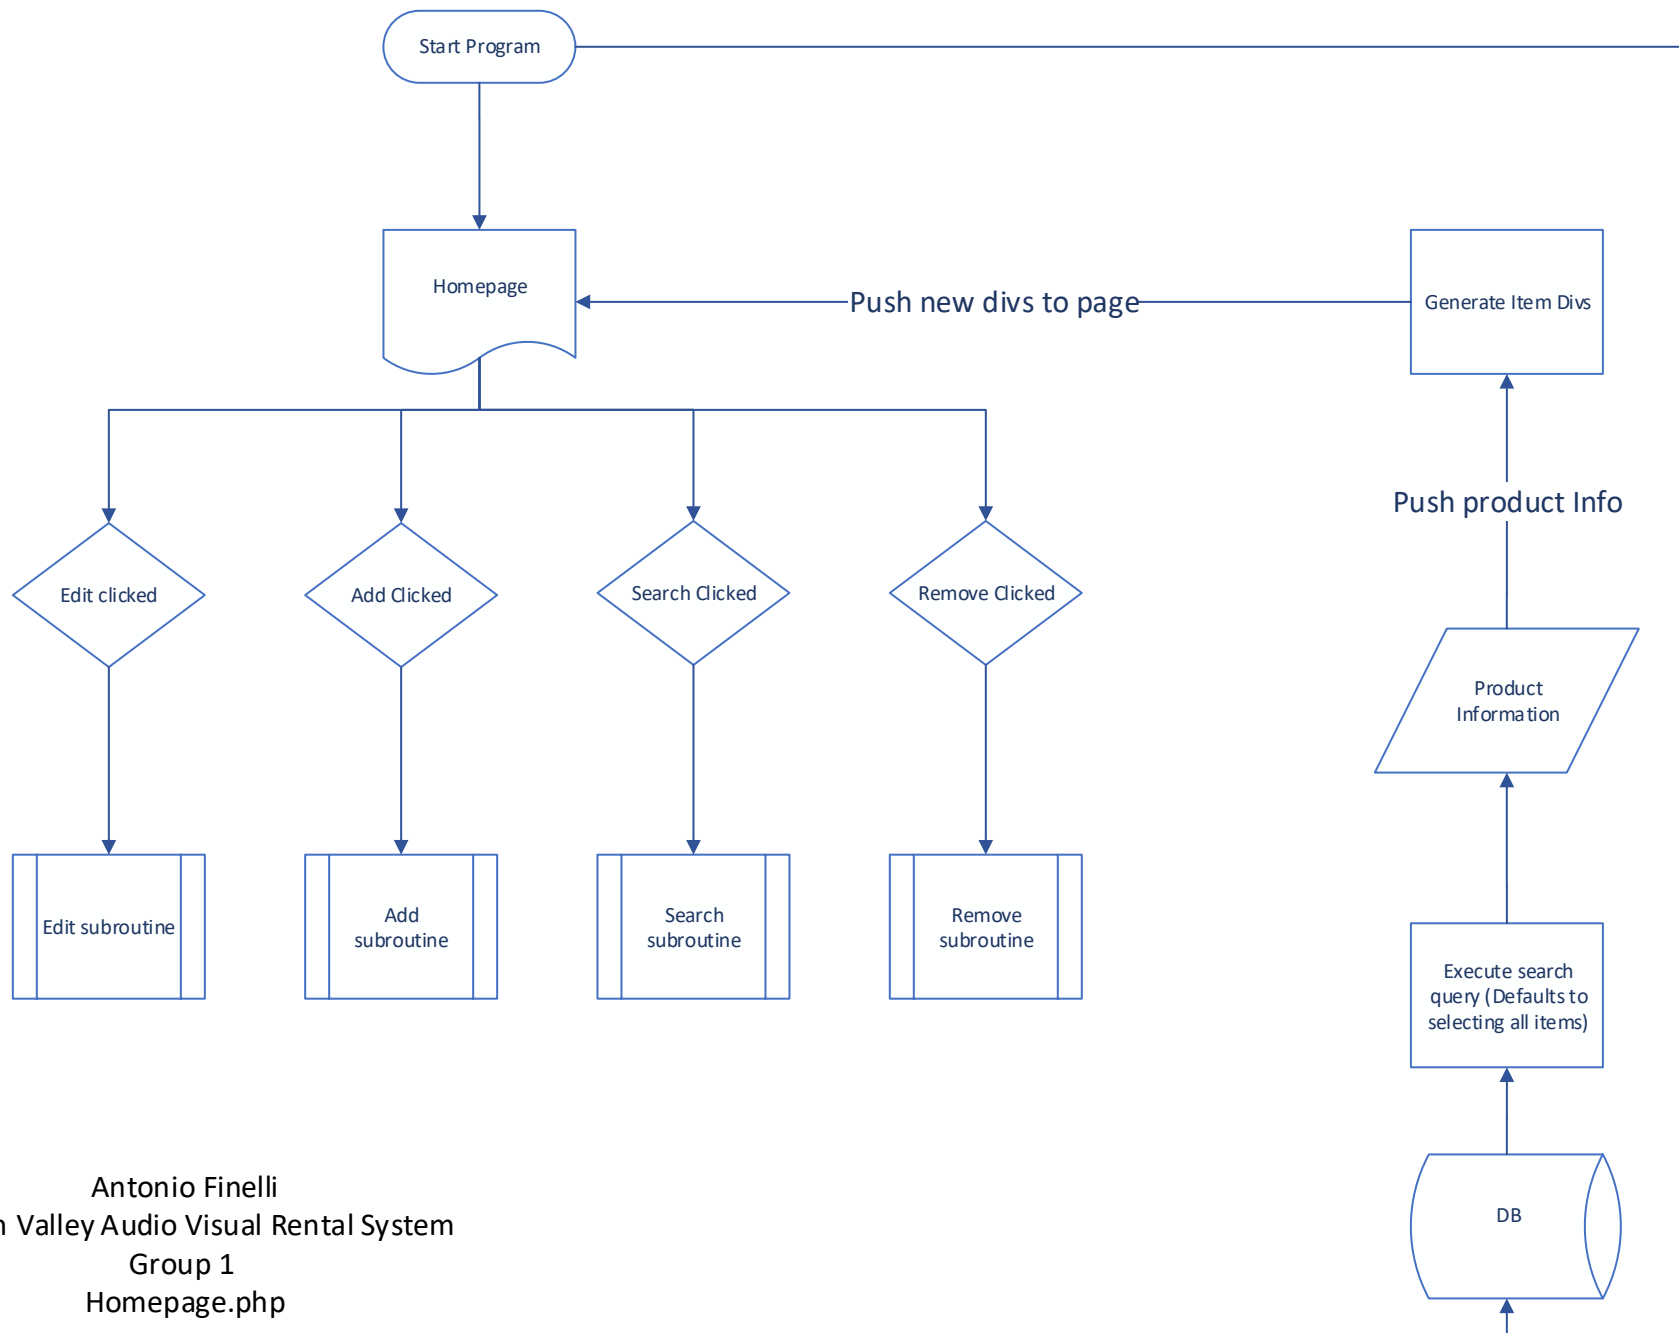 Start Program
Homepage
Push new divs to page
Generate Item Divs
Push product Info
Edit clicked
Add Clicked
Search Clicked
Remove Clicked
Product
Information
Edit subroutine
Add
subroutine
Search
subroutine
Remove
subroutine
Execute search
query (Defaults to
selecting all items)
DB
Antonio Finelli
Valley Audio Visual Rental System
Group 1
Homepage.php